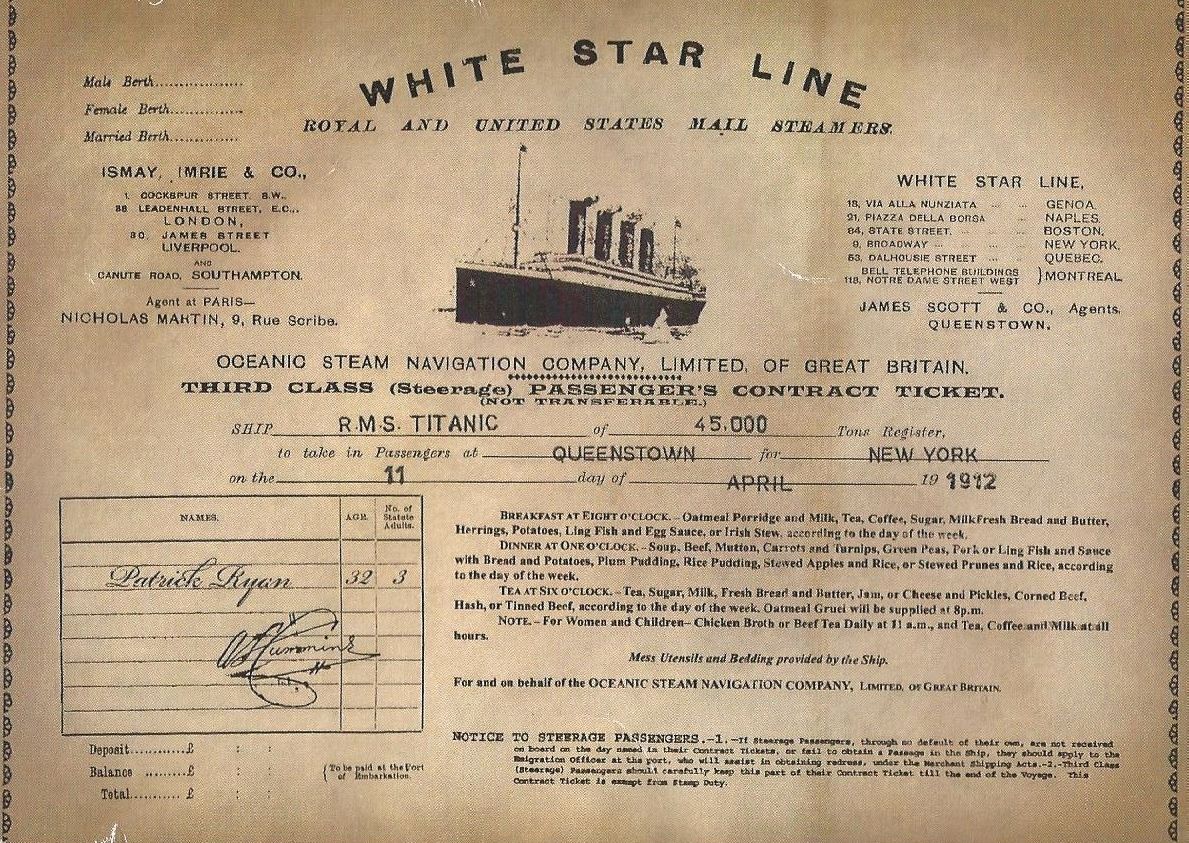 WHITE STAR LINE
ROYAL AND UNITED STATES MAIL STEAMERS.
Male Berth..................
Female Berth...............
Married Berth...............
ISMAY, IMRIE & CO.,
1, COCKSPUR STREET, S.W.,
38 LEADENHALL STREET, E.C.,
LONDON,
30, JAMES STREET
LIVERPOOL.
AND
CANUTE ROAD, SOUTHAMPTON.
Agent at PARIS—
NICHOLAS MARTIN, 9, Rue Scribe.
WHITE STAR LINE,
18, VIA ALLA NUNZIATA ... ... GENOA.
21, PIAZZA DELLA BORSA ... NAPLES.
84, STATE STREET, ... ... BOSTON.
9, BROADWAY ... ... ... NEW YORK.
53, DALHOUSIE STREET ... ... QUEBEC.
BELL TELEPHONE BUILDINGS
118, NOTRE DAME STREET WEST } MONTREAL
JAMES SCOTT & CO., Agents.
QUEENSTOWN.
OCEANIC STEAM NAVIGATION COMPANY, LIMITED, OF GREAT BRITAIN.
THIRD CLASS (Steerage) PASSENGER'S CONTRACT TICKET.
(NOT TRANSFERABLE.)
SHIP R.M.S. TITANIC of 45,000 Tons Register,
to take in Passengers at QUEENSTOWN for NEW YORK
on the 11 day of APRIL 19 1912
NAMES. AGE. No. of Statute Adults.
Patrick Ryan 32 3
Deposit............£ : :
Balance .........£ : :
Total............ £ : :
{ To be paid at the Port
of Embarkation.
BREAKFAST AT EIGHT O'CLOCK.–Oatmeal Porridge and Milk, Tea, Coffee, Sugar, MilkFresh Bread and Butter,
Herrings, Potatoes, Ling Fish and Egg Sauce, or Irish Stew, according to the day of the week.
DINNER AT ONE O'CLOCK.–Soup, Beef, Mutton, Carrots and Turnips, Green Peas, Pork or Ling Fish and Sauce
with Bread and Potatoes, Plum Pudding, Rice Pudding, Stewed Apples and Rice, or Stewed Prunes and Rice, according
to the day of the week.
TEA AT SIX O'CLOCK.–Tea, Sugar, Milk, Fresh Bread and Butter, Jam, or Cheese and Pickles, Corned Beef,
Hash, or Tinned Beef, according to the day of the week. Oatmeal Gruel will be supplied at 8p.m.
NOTE.–For Women and Children– Chicken Broth or Beef Tea Daily at 11 a.m., and Tea, Coffee and Milk at all
hours.
Mess Utensils and Bedding provided by the Ship.
For and on behalf of the OCEANIC STEAM NAVIGATION COMPANY, LIMITED, OF GREAT BRITAIN.
NOTICE TO STEERAGE PASSENGERS.-1.-If Steerage Passengers, through no default of their own, are not received
on board on the day named in their Contract Tickets, or fail to obtain a Passage in the Ship, they should apply to the
Emigration Officer at the port, who will assist in obtaining redress, under the Merchant Shipping Acts.-2.-Third Class
(Steerage) Passengers should carefully keep this part of their Contract Ticket till the end of the Voyage. This
Contract Ticket is exempt from Stamp Duty.